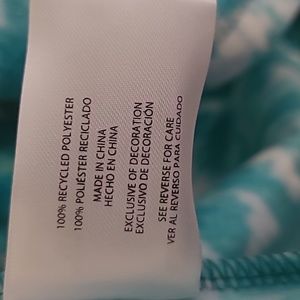 100% RECYCLED POLYESTER
100% POLIÉSTER RECICLADO
MADE IN CHINA
HECHO EN CHINA
EXCLUSIVE OF DECORATION
EXCLUSIVO DE DECORACIÓN
SEE REVERSE FOR CARE
VER AL REVERSO PARA CUIDADO